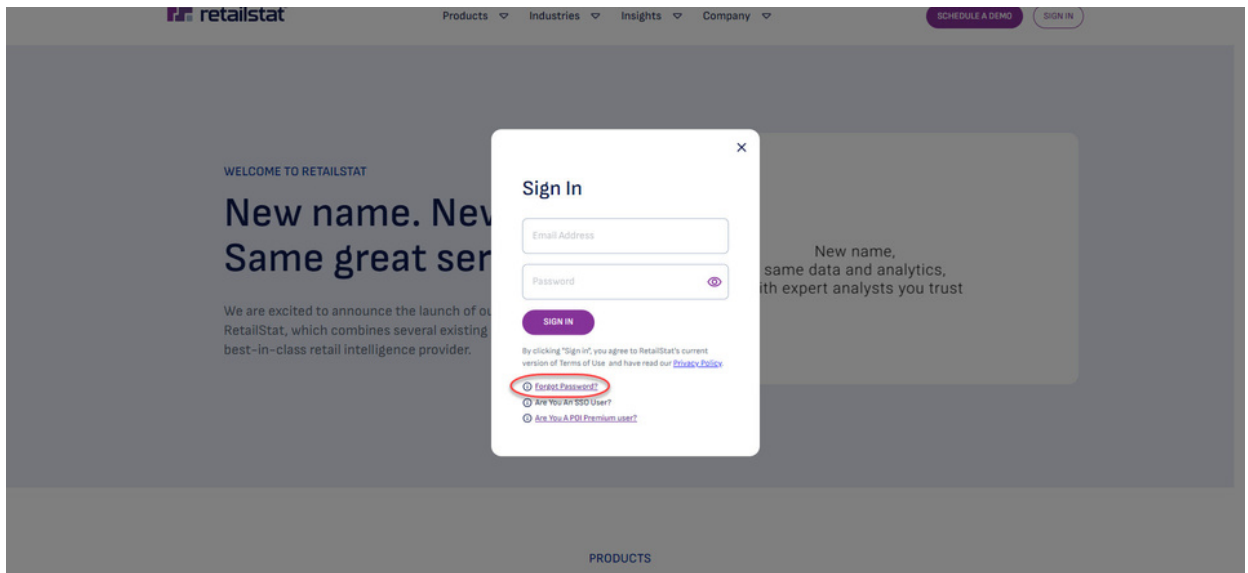 retailstat
Products Industries Insights Company
SCHEDULE A DEMO
SIGN IN
WELCOME TO RETAILSTAT
New name. New
Same great ser
We are excited to announce the launch of ou
RetailStat, which combines several existing
best-in-class retail intelligence provider.
Sign In
Email Address
Password
SIGN IN
By clicking "Sign in", you agree to RetailStat's current
version of Terms of Use and have read our Privacy Policy
Forgot Password?
Are You An SSO User?
Are You A PDI Premium user?
New name,
same data and analytics,
ith expert analysts you trust
PRODUCTS